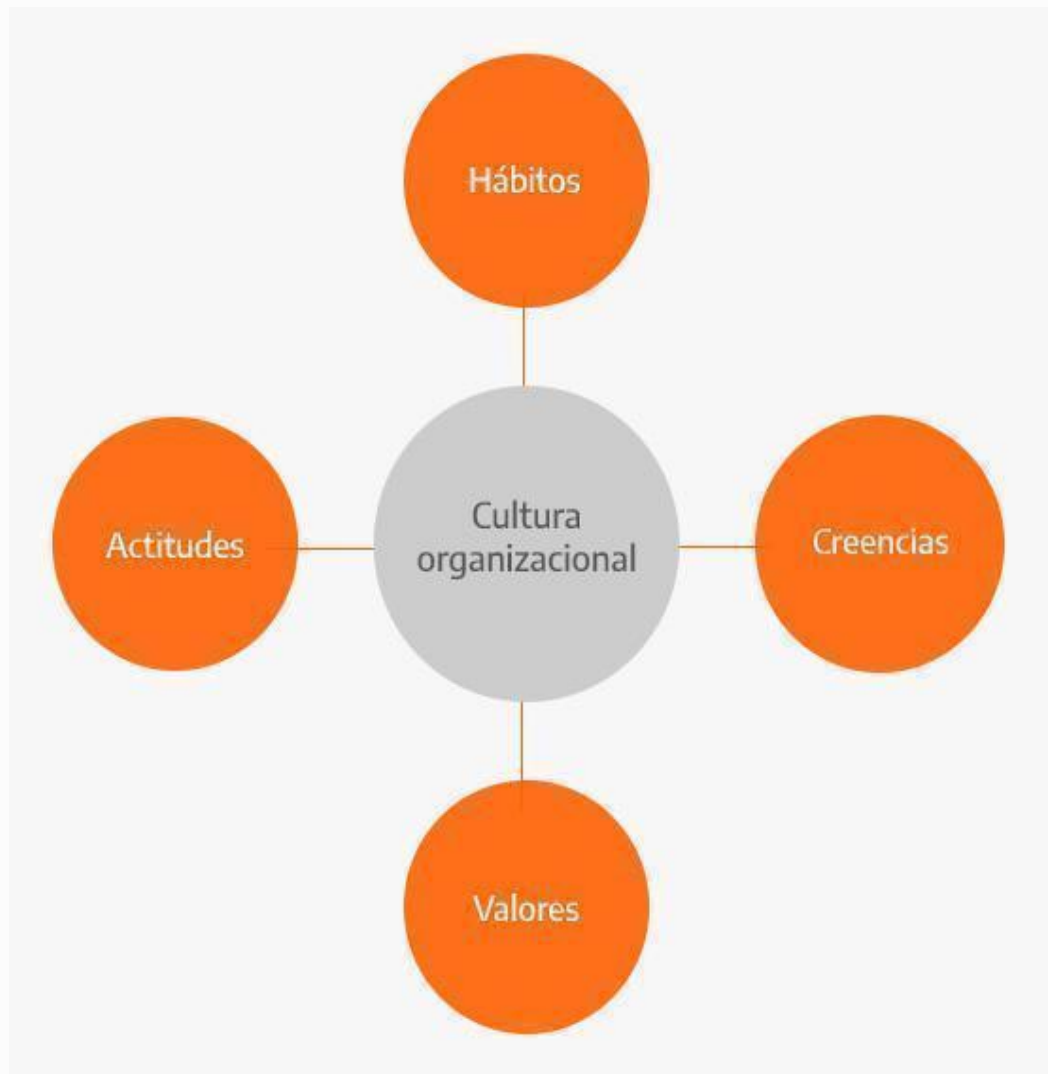 Hábitos
Actitudes
Cultura
organizacional
Creencias
Valores